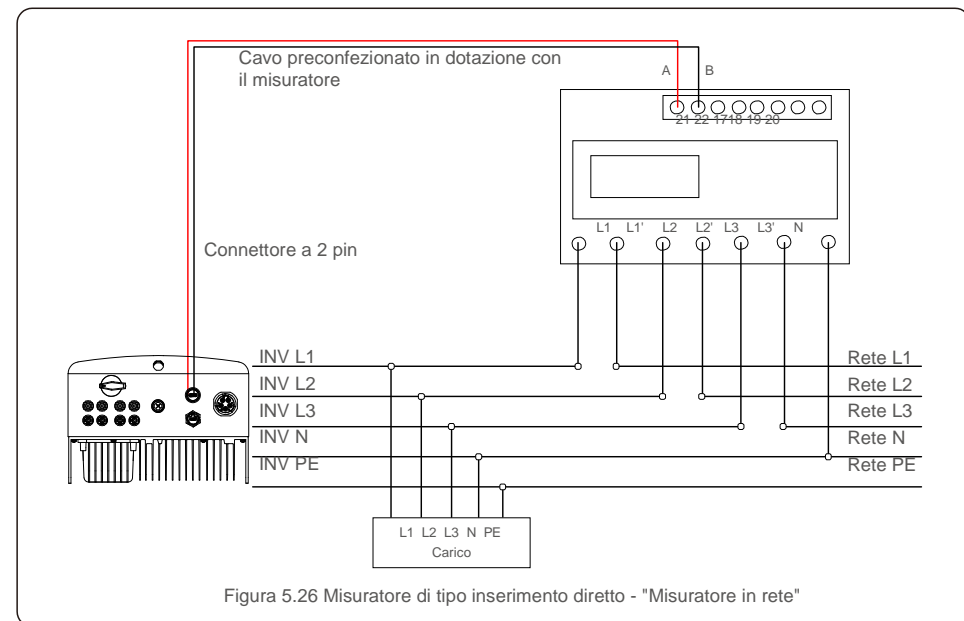 Cavo preconfezionato in dotazione con
il misuratore
A B
21 22 17 18 19 20
L1 L1' L2 L2' L3 L3' N
Connettore a 2 pin
INV L1
INV L2
INV L3
INV N
INV PE
Rete L1
Rete L2
Rete L3
Rete N
Rete PE
L1 L2 L3 N PE
Carico
Figura 5.26 Misuratore di tipo inserimento diretto - "Misuratore in rete"